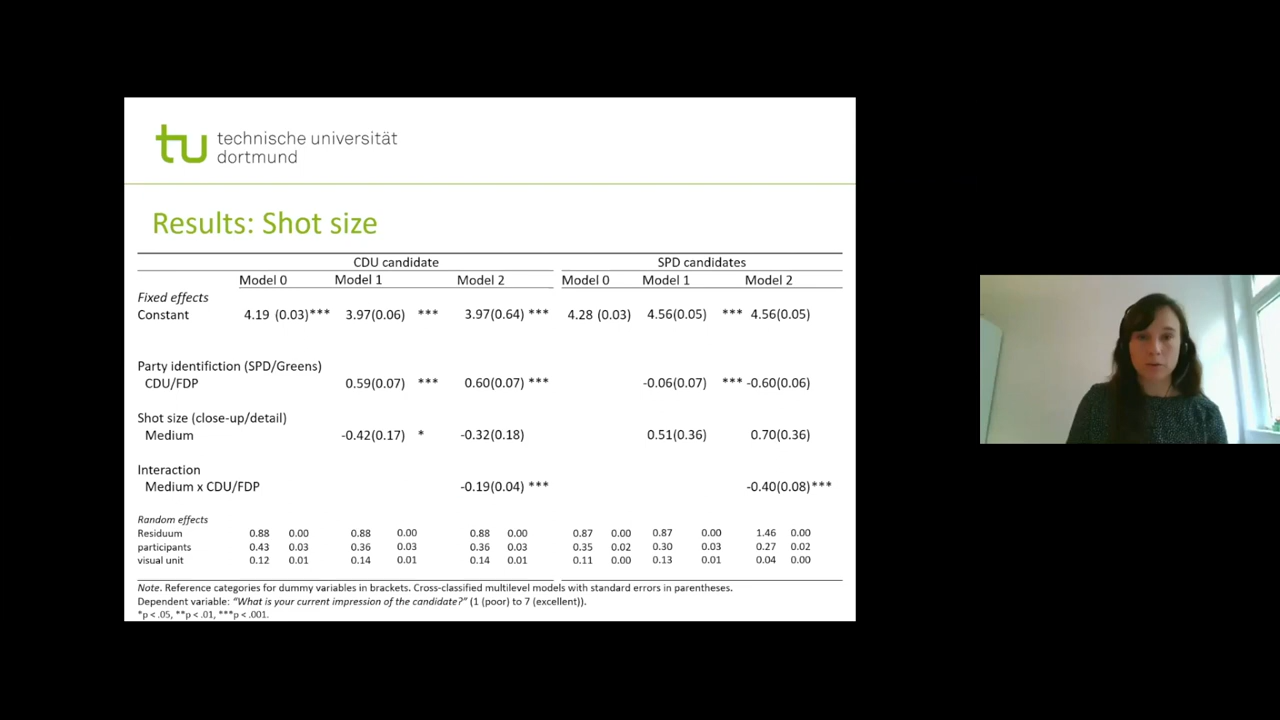 tu technische universität
dortmund
Results: Shot size
CDU candidate SPD candidates
Model 0 Model 1 Model 2 Model 0 Model 1 Model 2
Fixed effects
Constant 4.19 (0.03)*** 3.97(0.06) *** 3.97(0.64) *** 4.28 (0.03) 4.56(0.05) *** 4.56(0.05)
Party identifiction (SPD/Greens)
CDU/FDP 0.59(0.07) *** 0.60(0.07) *** -0.06(0.07) *** -0.60(0.06)
Shot size (close-up/detail)
Medium -0.42(0.17) * -0.32(0.18) 0.51(0.36) 0.70(0.36)
Interaction
Medium x CDU/FDP -0.19(0.04) *** -0.40(0.08)***
Random effects
Residuum 0.88 0.00 0.88 0.00 0.88 0.00 0.87 0.00 0.87 0.00 1.46 0.00
participants 0.43 0.03 0.36 0.03 0.36 0.03 0.35 0.02 0.30 0.03 0.27 0.02
visual unit 0.12 0.01 0.14 0.01 0.14 0.01 0.11 0.00 0.13 0.01 0.04 0.00
Note. Reference categories for dummy variables in brackets. Cross-classified multilevel models with standard errors in parentheses.
Dependent variable: "What is your current impression of the candidate?" (1 (poor) to 7 (excellent)).
*p < .05, **p < .01, ***p < .001.